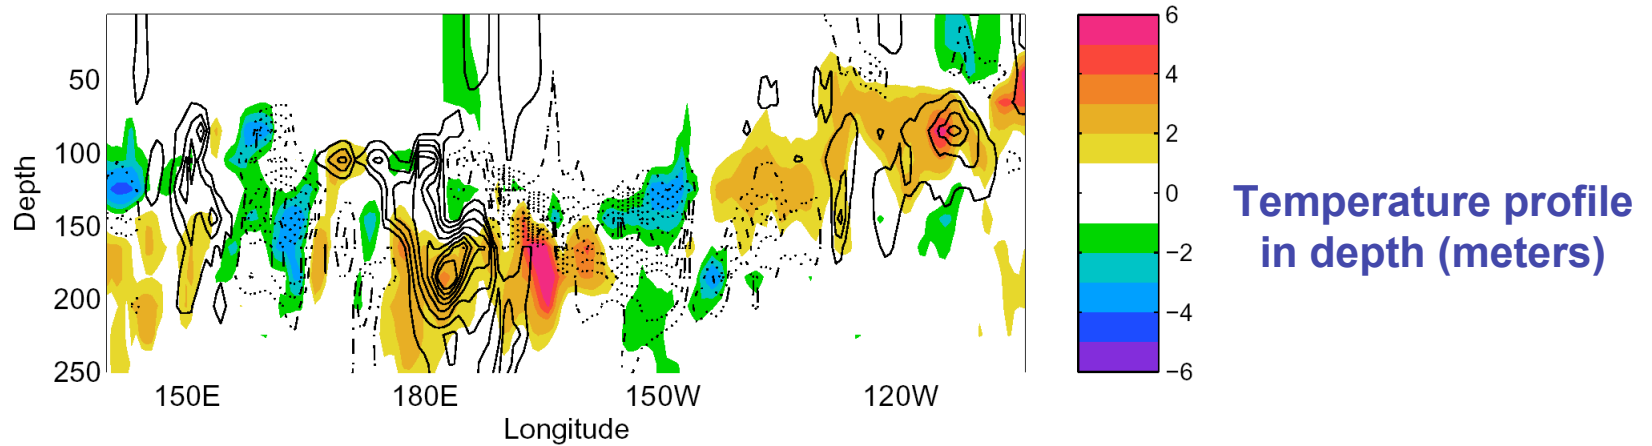 Depth
50
100
150
200
250
150E
180E
150W
120W
Longitude
6
4
2
0
−2
−4
−6
Temperature profile
in depth (meters)